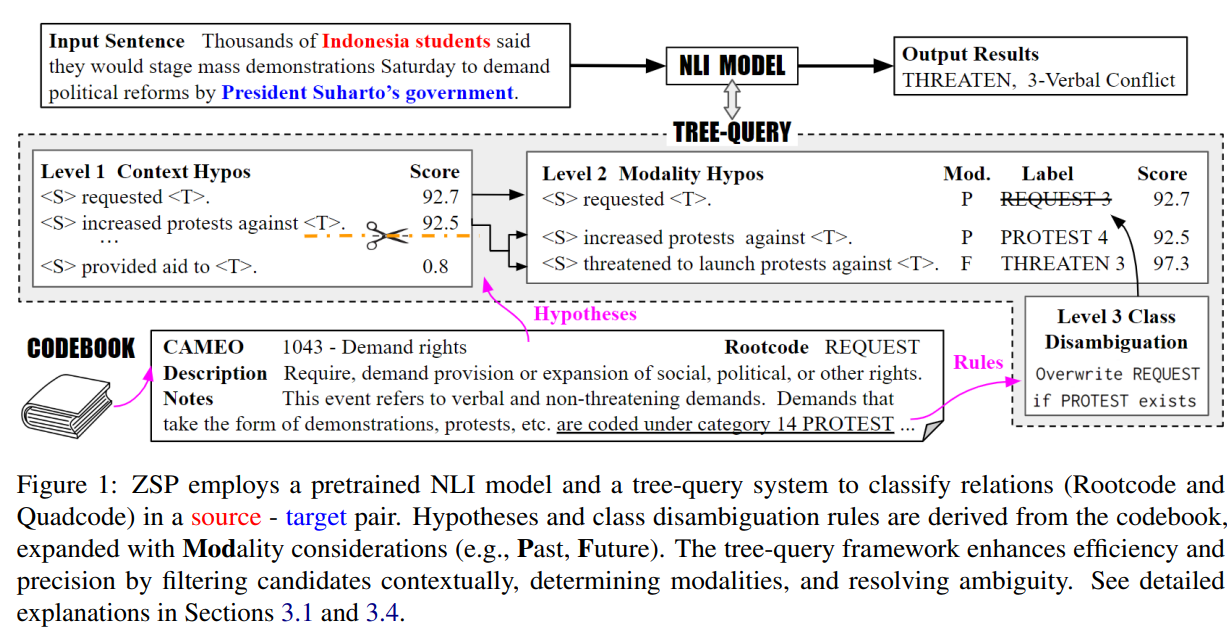 Input Sentence Thousands of Indonesia students said
they would stage mass demonstrations Saturday to demand
political reforms by President Suharto's government.
NLI MODEL
Output Results
THREATEN, 3-Verbal Conflict
TREE-QUERY
Level 1 Context Hypos Score
<S> requested <T>. 92.7
<S> increased protests against <T>. 92.5
...
<S> provided aid to <T>. 0.8
Level 2 Modality Hypos Mod. Label Score
<S> requested <T>. P REQUEST 3 92.7
<S> increased protests against <T>. P PROTEST 4 92.5
<S> threatened to launch protests against <T>. F THREATEN 3 97.3
Hypotheses
Level 3 Class
Disambiguation
Overwrite REQUEST
if PROTEST exists
Rules
CODEBOOK
CAMEO 1043 - Demand rights Rootcode REQUEST
Description Require, demand provision or expansion of social, political, or other rights.
Notes This event refers to verbal and non-threatening demands. Demands that
take the form of demonstrations, protests, etc. are coded under category 14 PROTEST ...
Figure 1: ZSP employs a pretrained NLI model and a tree-query system to classify relations (Rootcode and
Quadcode) in a source - target pair. Hypotheses and class disambiguation rules are derived from the codebook,
expanded with Modality considerations (e.g., Past, Future). The tree-query framework enhances efficiency and
precision by filtering candidates contextually, determining modalities, and resolving ambiguity. See detailed
explanations in Sections 3.1 and 3.4.